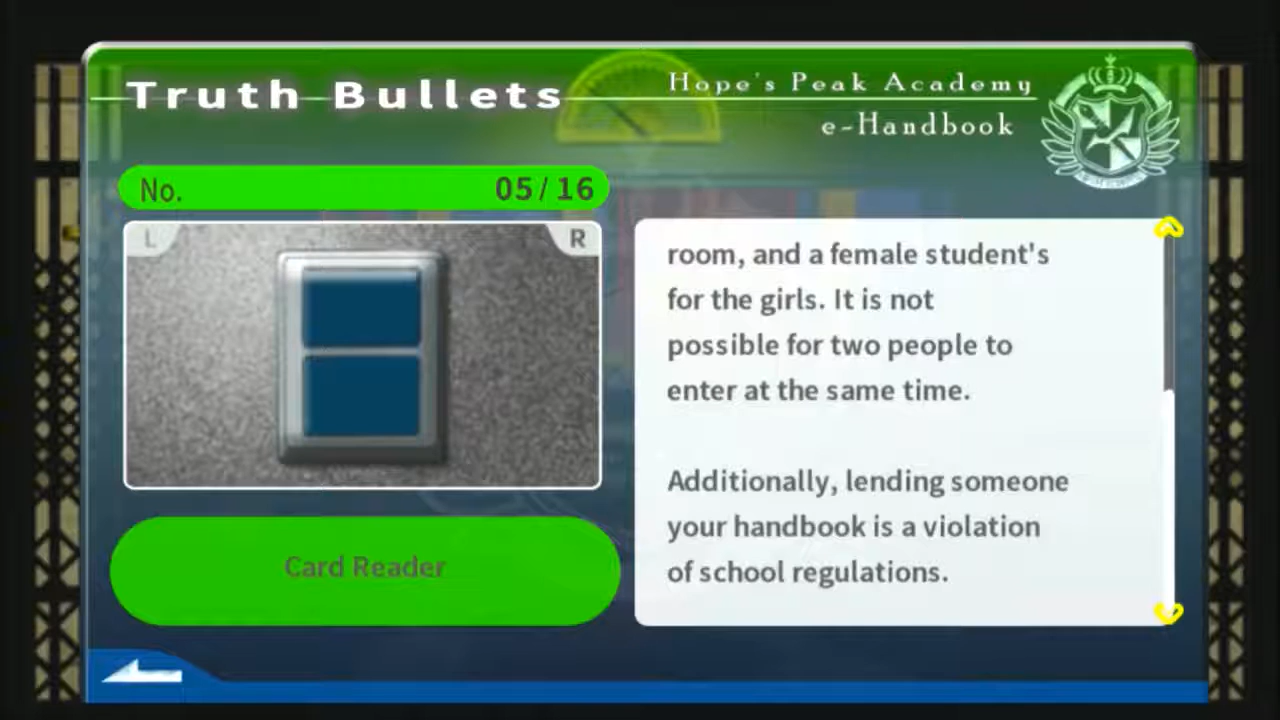 Truth Bullets
Hope's Peak Academy
e-Handbook
No. 05/16
L R
Card Reader
room, and a female student's
for the girls. It is not
possible for two people to
enter at the same time.
Additionally, lending someone
your handbook is a violation
of school regulations.